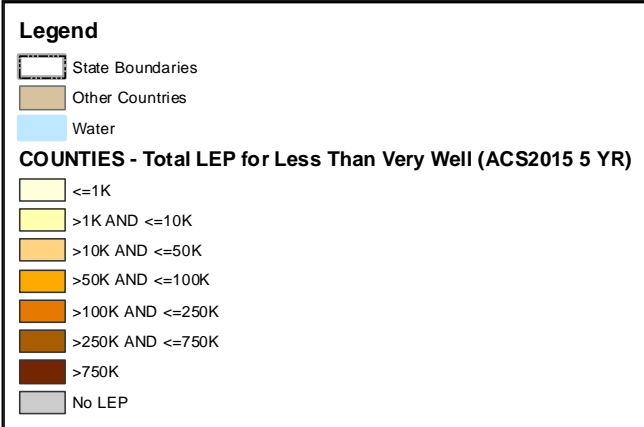 Legend
State Boundaries
Other Countries
Water
COUNTIES - Total LEP for Less Than Very Well (ACS2015 5 YR)
<=1K
>1K AND <=10K
>10K AND <=50K
>50K AND <=100K
>100K AND <=250K
>250K AND <=750K
>750K
No LEP